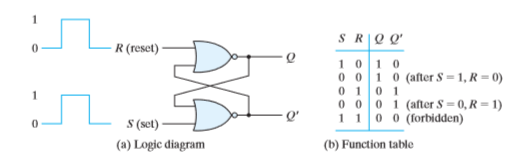 1
0
R (reset)
Q
1
0
S (set)
Q'
(a) Logic diagram
S R Q Q'
1 0 1 0
0 0 1 0 (after S = 1, R = 0)
0 1 0 1
0 0 0 1 (after S = 0, R = 1)
1 1 0 0 (forbidden)
(b) Function table